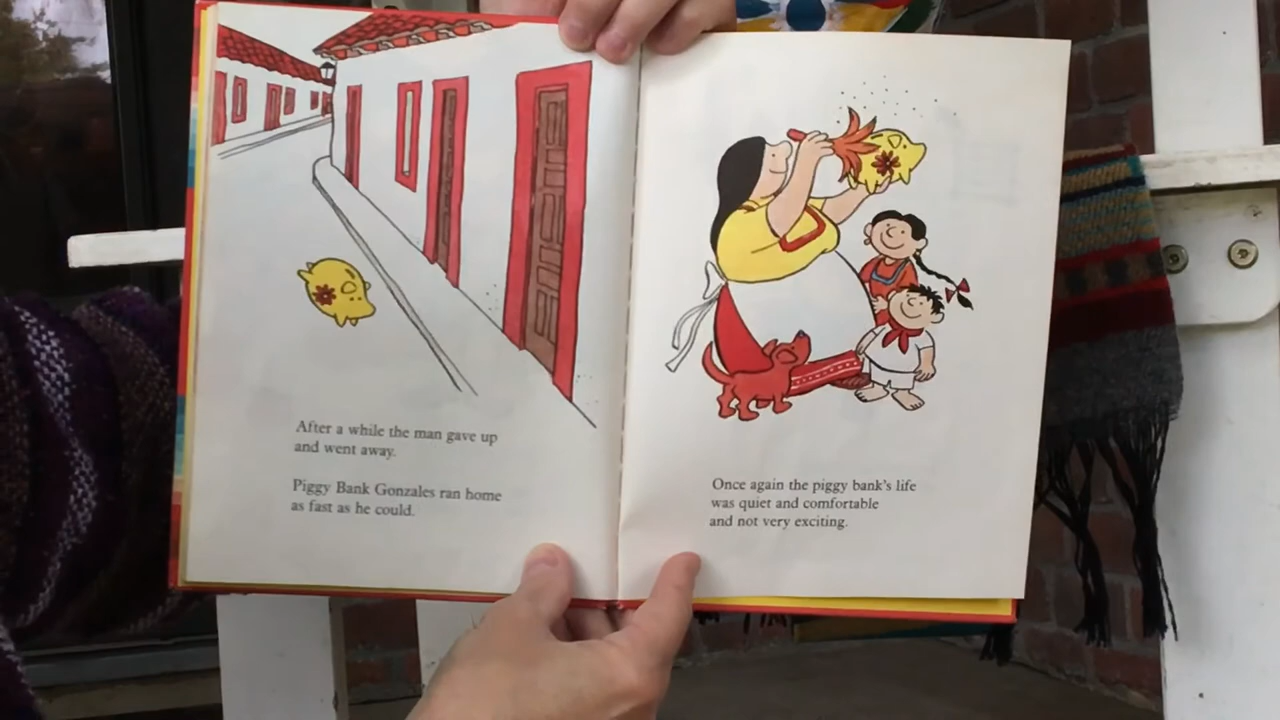 After a while the man gave up
and went away.
Piggy Bank Gonzales ran home
as fast as he could.
Once again the piggy bank's life
was quiet and comfortable
and not very exciting.